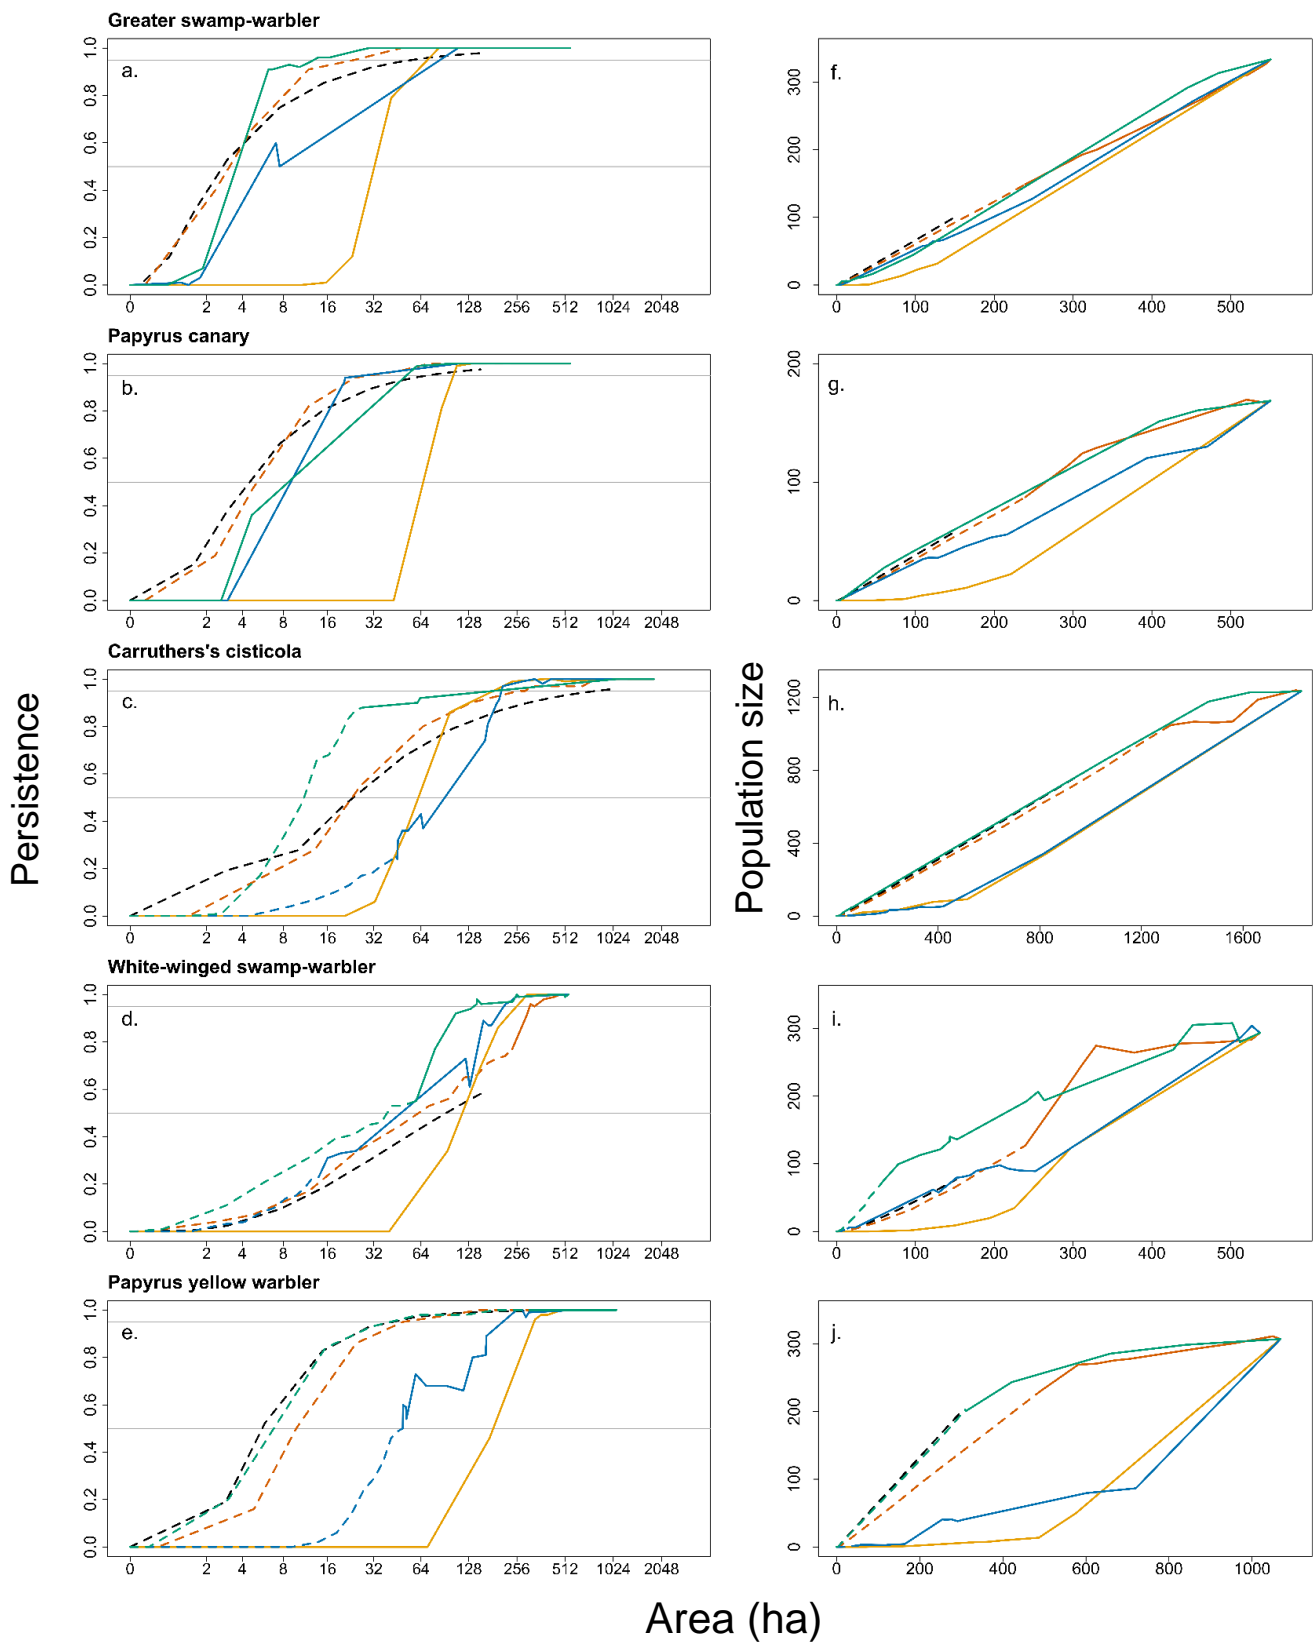 Greater swamp-warbler
a.
0.0 0.2 0.4 0.6 0.8 1.0
0 2 4 8 16 32 64 128 256 512 1024 2048
f.
0 100 200 300
0 100 200 300 400 500
Papyrus canary
b.
0.0 0.2 0.4 0.6 0.8 1.0
0 2 4 8 16 32 64 128 256 512 1024 2048
g.
0 100 200
0 100 200 300 400 500
Carruthers's cisticola
c.
0.0 0.2 0.4 0.6 0.8 1.0
0 2 4 8 16 32 64 128 256 512 1024 2048
h.
0 400 800 1200
0 400 800 1200 1600
Persistence
Population size
White-winged swamp-warbler
d.
0.0 0.2 0.4 0.6 0.8 1.0
0 2 4 8 16 32 64 128 256 512 1024 2048
i.
0 100 200 300
0 100 200 300 400 500
Papyrus yellow warbler
e.
0.0 0.2 0.4 0.6 0.8 1.0
0 2 4 8 16 32 64 128 256 512 1024 2048
j.
0 100 200 300
0 200 400 600 800 1000
Area (ha)